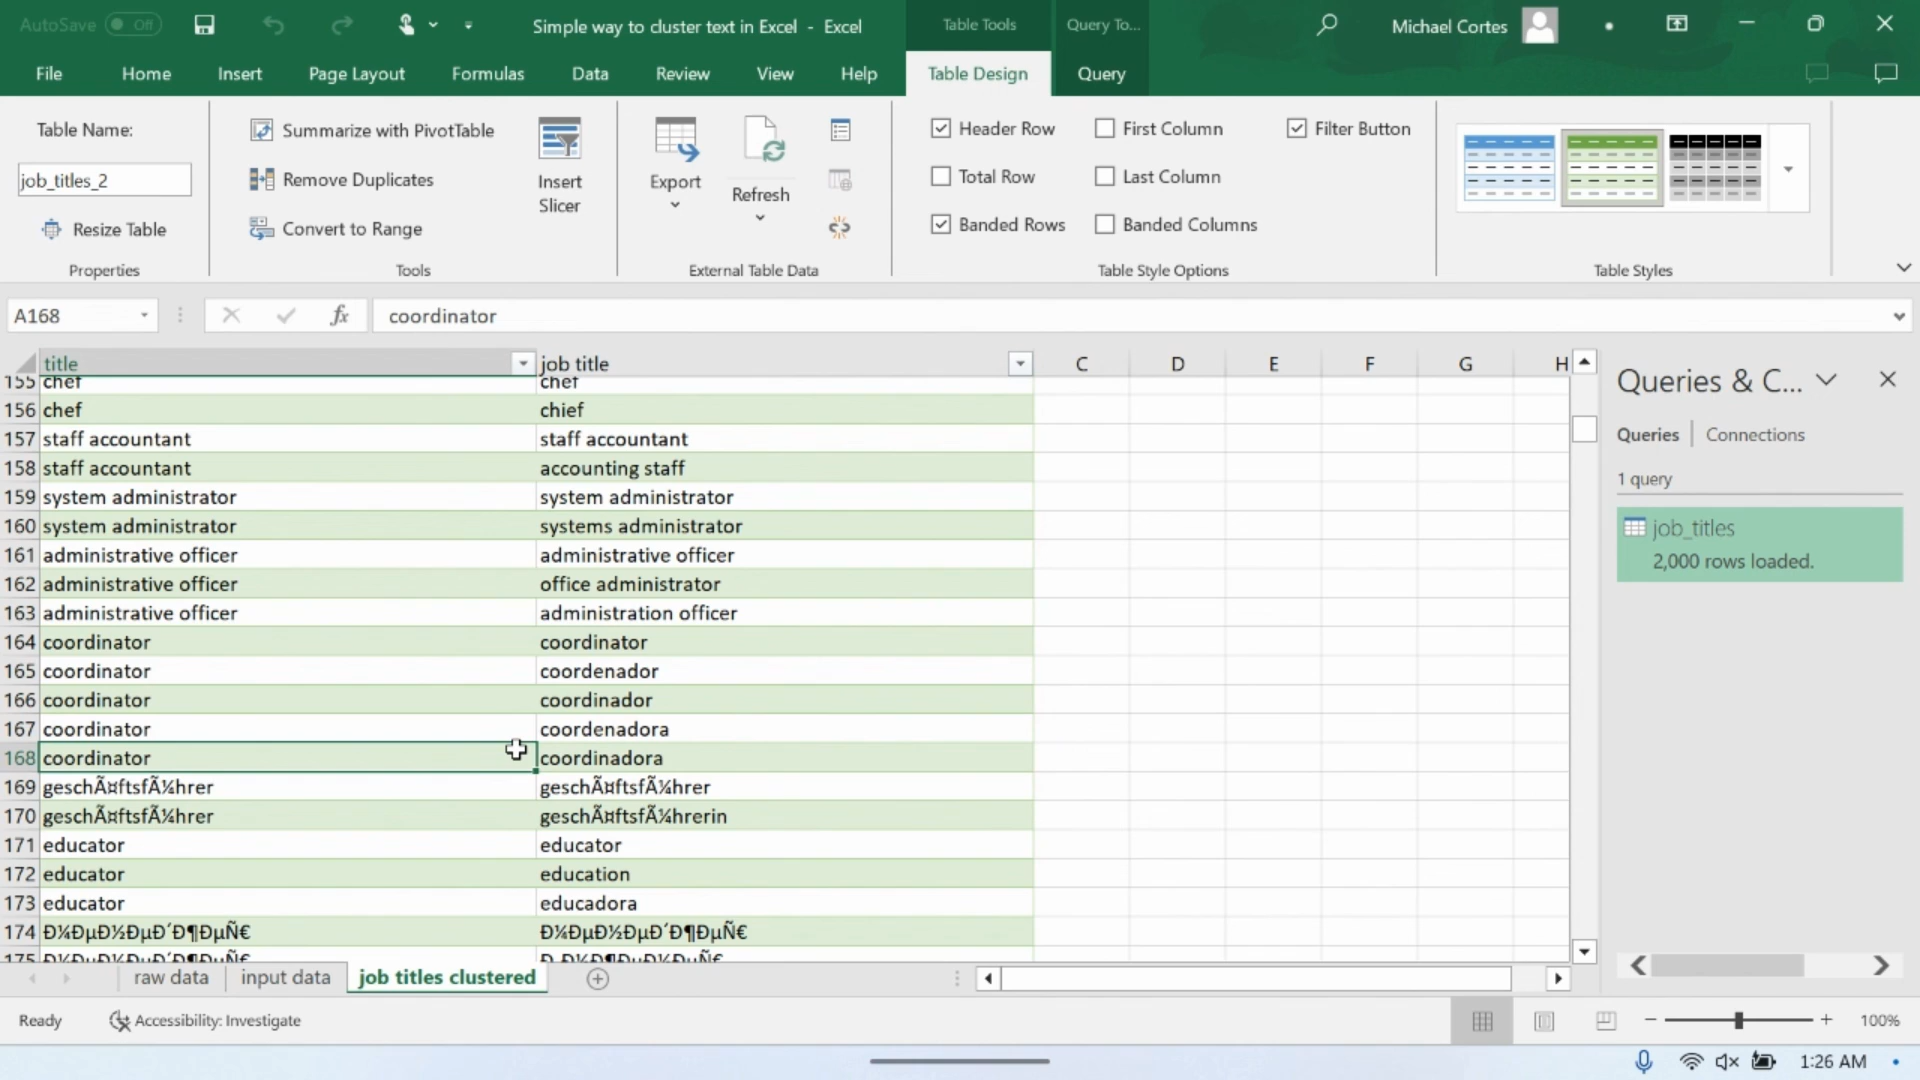 AutoSave Off
Simple way to cluster text in Excel - Excel
Table Tools
Query To...
Michael Cortes
File Home Insert Page Layout Formulas Data Review View Help Table Design Query
Table Name:
job_titles_2
Resize Table
Properties
Summarize with PivotTable
Remove Duplicates
Convert to Range
Tools
Insert
Slicer
Export
Refresh
External Table Data
Header Row First Column Filter Button
Total Row Last Column
Banded Rows Banded Columns
Table Style Options
Table Styles
A168 fx coordinator
title job title C D E F G H
155 chef chef
156 chef chief
157 staff accountant staff accountant
158 staff accountant accounting staff
159 system administrator system administrator
160 system administrator systems administrator
161 administrative officer administrative officer
162 administrative officer office administrator
163 administrative officer administration officer
164 coordinator coordinator
165 coordinator coordenador
166 coordinator coordinador
167 coordinator coordenadora
168 coordinator coordinadora
169 geschÃ¤ftsfÃ¼hrer geschÃ¤ftsfÃ¼hrer
170 geschÃ¤ftsfÃ¼hrer geschÃ¤ftsfÃ¼hrerin
171 educator educator
172 educator education
173 educator educadora
174 Ð¼ÐµÐ½ÐµÐ´Ð¶ÐµÑ€ Ð¼ÐµÐ½ÐµÐ´Ð¶ÐµÑ€
175
Queries & C...
Queries Connections
1 query
job_titles
2,000 rows loaded.
raw data input data job titles clustered
Ready Accessibility: Investigate 100%
1:26 AM